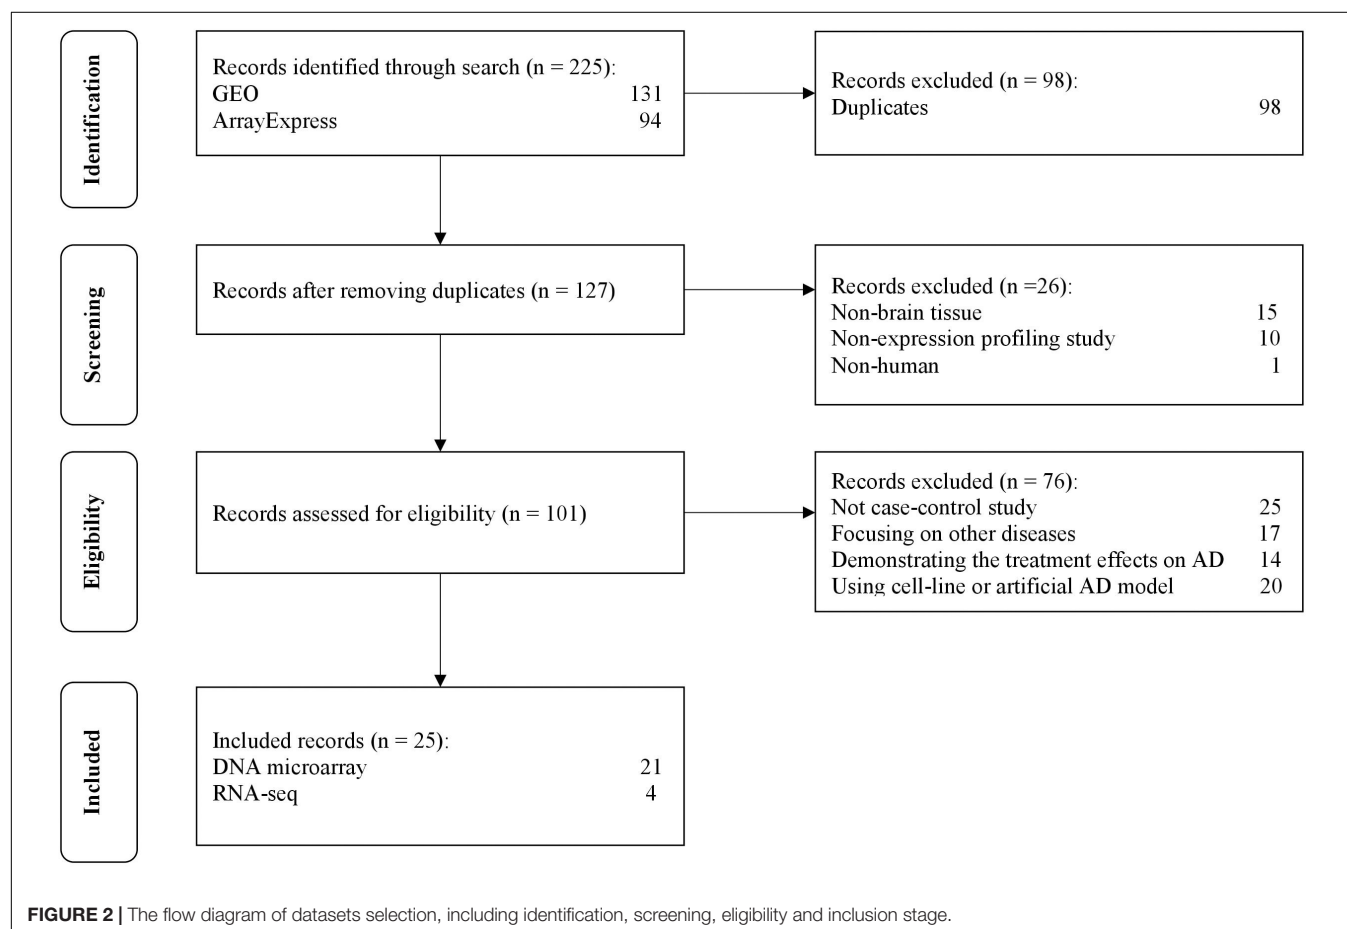 Identification
Records identified through search (n = 225):
GEO 131
ArrayExpress 94
Records excluded (n = 98):
Duplicates 98
Screening
Records after removing duplicates (n = 127)
Records excluded (n =26):
Non-brain tissue 15
Non-expression profiling study 10
Non-human 1
Eligibility
Records assessed for eligibility (n = 101)
Records excluded (n = 76):
Not case-control study 25
Focusing on other diseases 17
Demonstrating the treatment effects on AD 14
Using cell-line or artificial AD model 20
Included
Included records (n = 25):
DNA microarray 21
RNA-seq 4
FIGURE 2 | The flow diagram of datasets selection, including identification, screening, eligibility and inclusion stage.